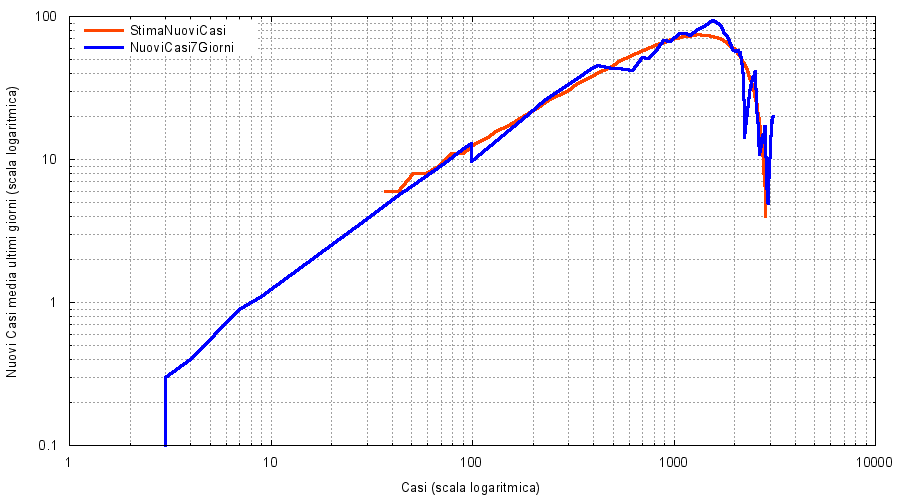 100
StimaNuoviCasi
NuoviCasi7Giorni
10
1
0.1
Nuovi Casi media ultimi giorni (scala logaritmica)
1 10 100 1000 10000
Casi (scala logaritmica)